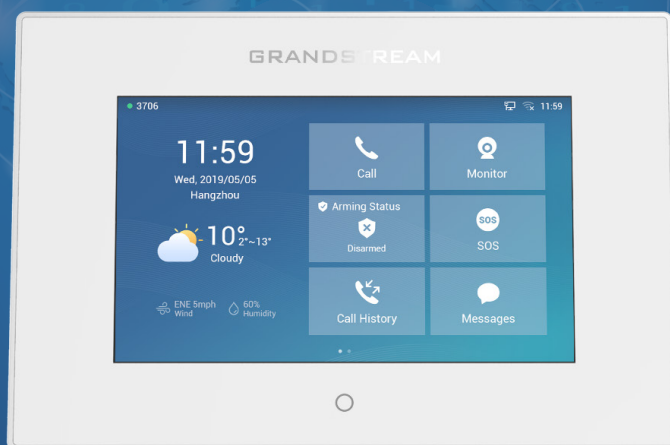 GRANDSTREAM
3706
11:59
11:59
Wed, 2019/05/05
Hangzhou
10° 2°~13°
Cloudy
ENE 5mph
Wind
60%
Humidity
Call
Monitor
Arming Status
Disarmed
SOS
SOS
Call History
Messages